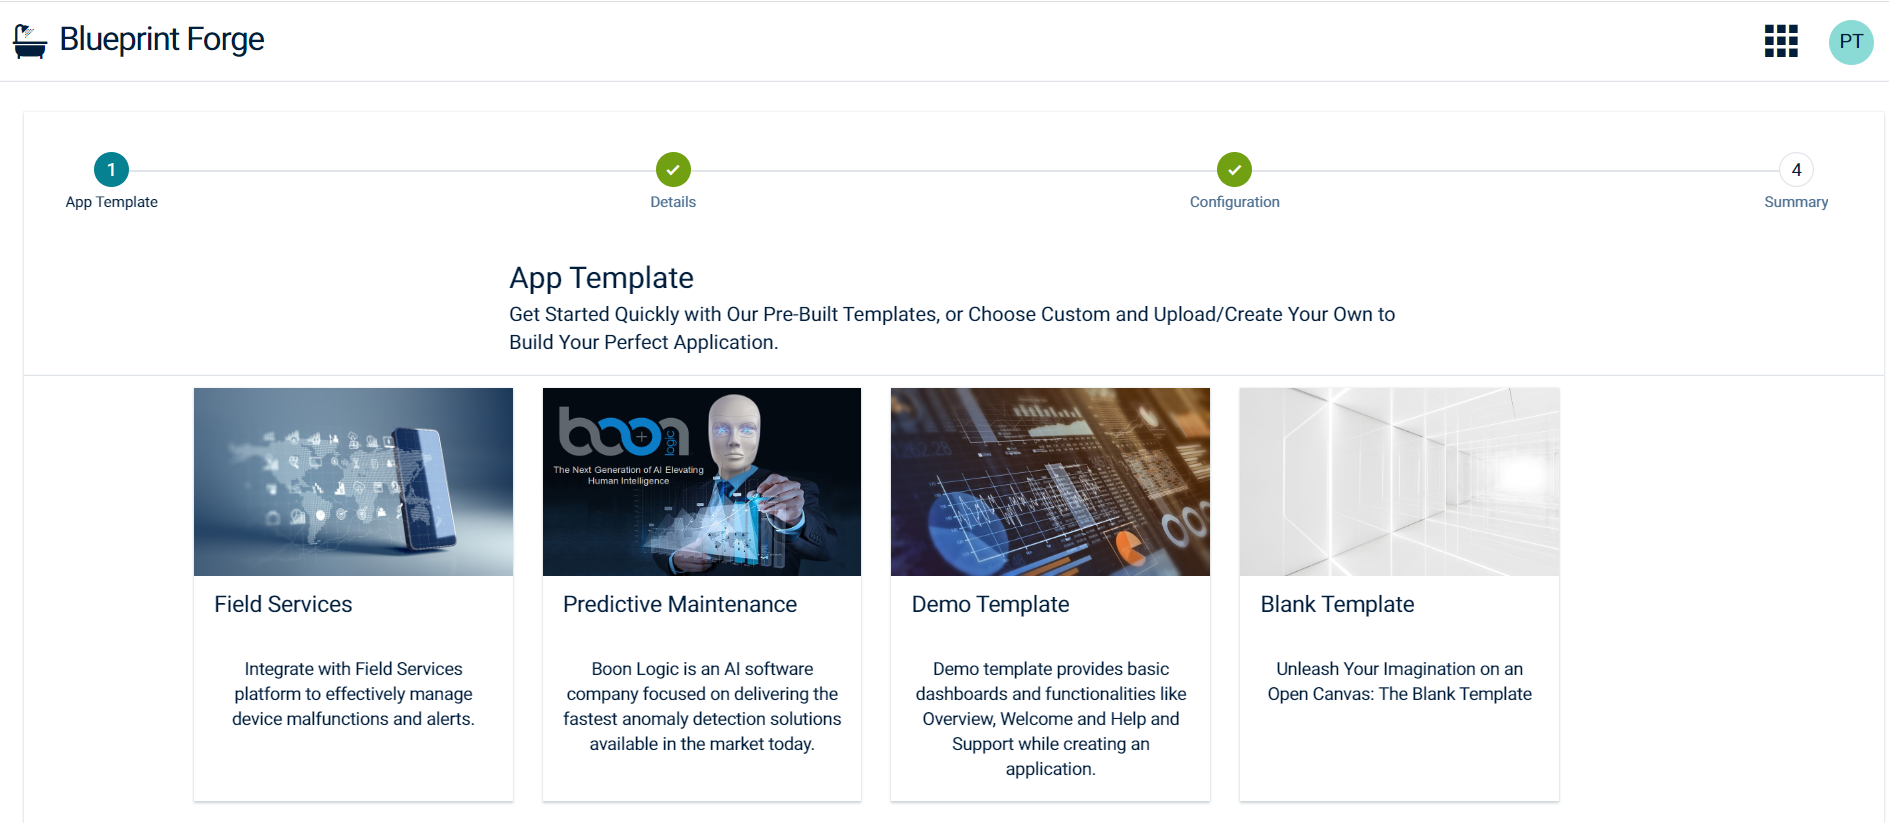 Blueprint Forge
PT
1
4
App Template
Details
Configuration
Summary
App Template
Get Started Quickly with Our Pre-Built Templates, or Choose Custom and Upload/Create Your Own to
Build Your Perfect Application.
boon
logic
The Next Generation of AI Elevating
Human Intelligence
Field Services
Integrate with Field Services
platform to effectively manage
device malfunctions and alerts.
Predictive Maintenance
Boon Logic is an AI software
company focused on delivering the
fastest anomaly detection solutions
available in the market today.
Demo Template
Demo template provides basic
dashboards and functionalities like
Overview, Welcome and Help and
Support while creating an
application.
Blank Template
Unleash Your Imagination on an
Open Canvas: The Blank Template